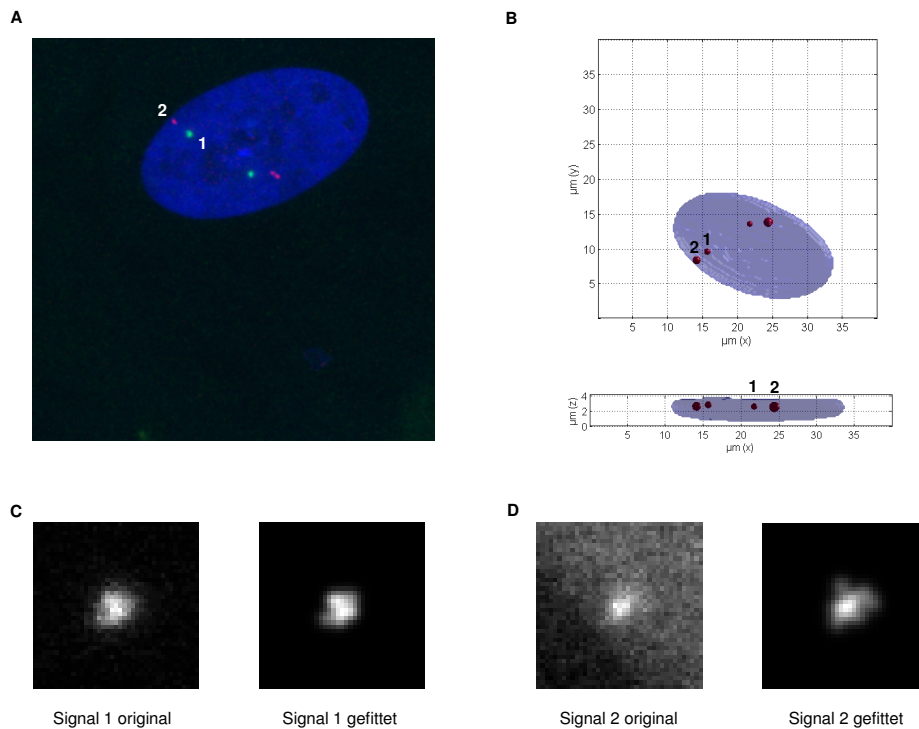 A
B
2
1
35
30
25
20
15
10
5
µm (y)
2 1
5 10 15 20 25 30 35
µm (x)
1 2
4
2
0
µm (z)
5 10 15 20 25 30 35
µm (x)
C
D
Signal 1 original
Signal 1 gefittet
Signal 2 original
Signal 2 gefittet